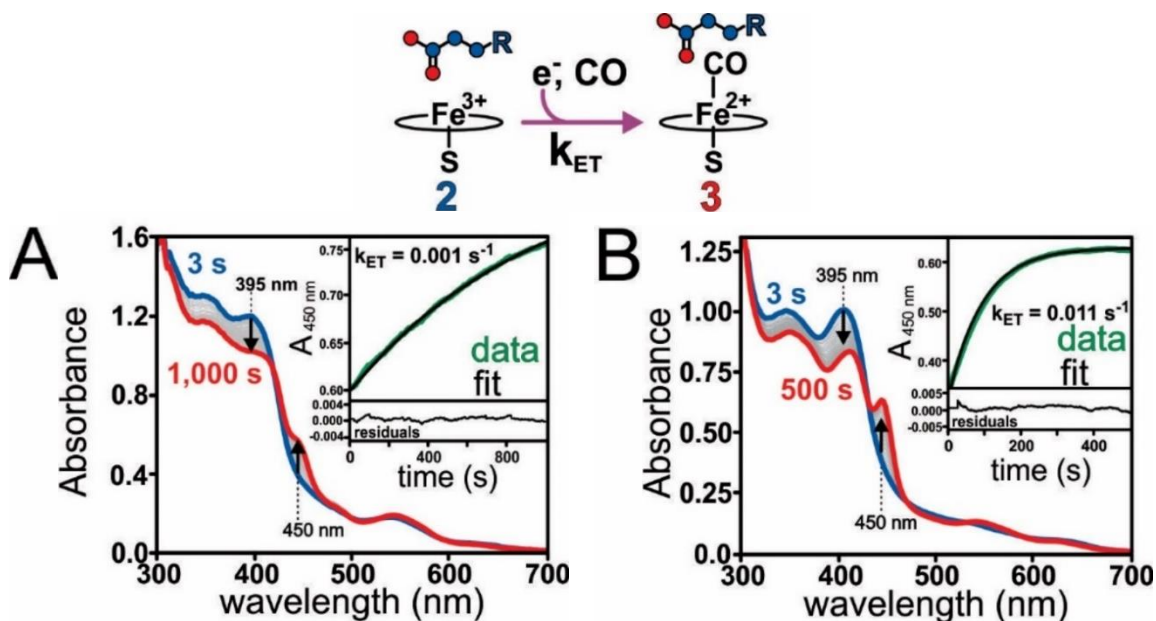 R
R
CO
e⁻, CO
Fe³⁺
Fe²⁺
k_ET
S
S
2
3
A
Absorbance
1.6
1.2
0.8
0.4
0.0
3 s
395 nm
1,000 s
450 nm
300 400 500 600 700
wavelength (nm)
A 450 nm
0.75
0.70
0.65
0.60
k_ET = 0.001 s⁻¹
data
fit
0.004
0.000
-0.004
residuals
0 400 800
time (s)
B
Absorbance
1.25
1.00
0.75
0.50
0.25
0.00
3 s
395 nm
500 s
450 nm
300 400 500 600 700
wavelength (nm)
A 450 nm
0.60
0.50
0.40
k_ET = 0.011 s⁻¹
data
fit
0.005
0.000
-0.005
residuals
0 200 400
time (s)